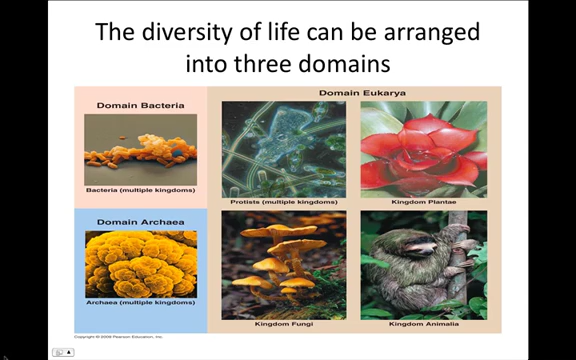 The diversity of life can be arranged
into three domains
Domain Bacteria
Bacteria (multiple kingdoms)
Domain Archaea
Archaea (multiple kingdoms)
Domain Eukarya
Protists (multiple kingdoms)
Kingdom Plantae
Kingdom Fungi
Kingdom Animalia
Copyright © 2009 Pearson Education, Inc.